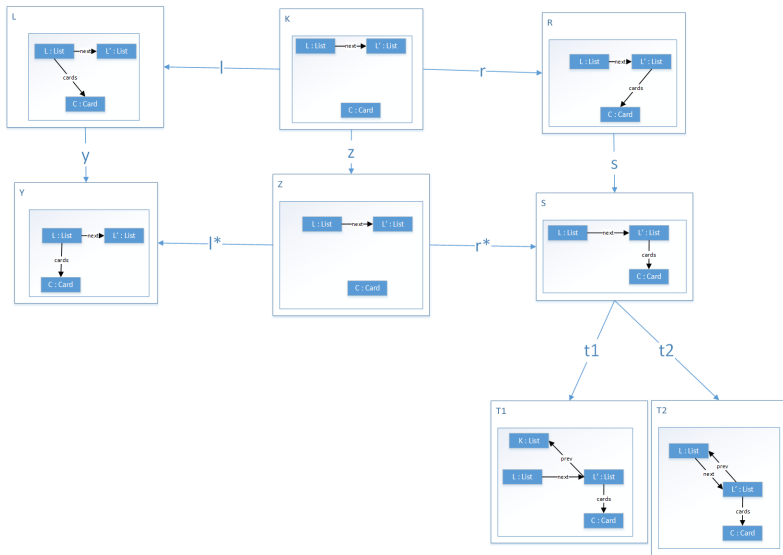 L
L : List
next
L' : List
cards
C : Card
K
L : List
next
L' : List
C : Card
R
L : List
next
L' : List
cards
C : Card
l
r
y
z
s
Y
L : List
next
L' : List
cards
C : Card
Z
L : List
next
L' : List
C : Card
S
L : List
next
L' : List
cards
C : Card
l*
r*
t1
t2
T1
K : List
prev
L : List
next
L' : List
cards
C : Card
T2
L : List
prev
next
L' : List
cards
C : Card